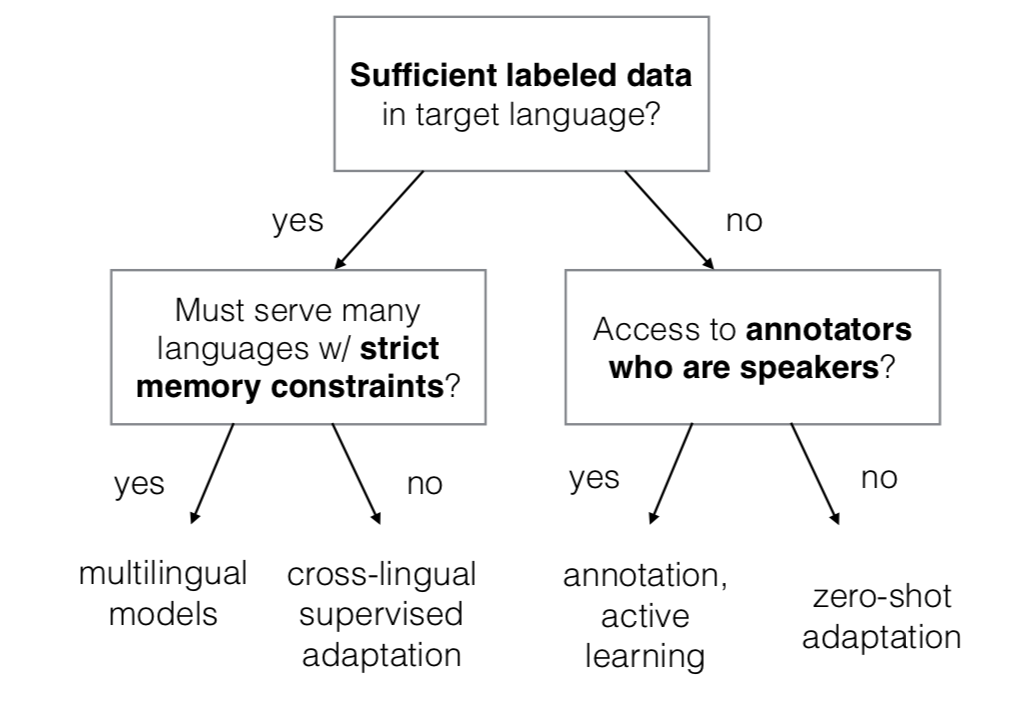 Sufficient labeled data
in target language?
yes
no
Must serve many
languages w/ strict
memory constraints?
Access to annotators
who are speakers?
yes
no
yes
no
multilingual
models
cross-lingual
supervised
adaptation
annotation,
active
learning
zero-shot
adaptation